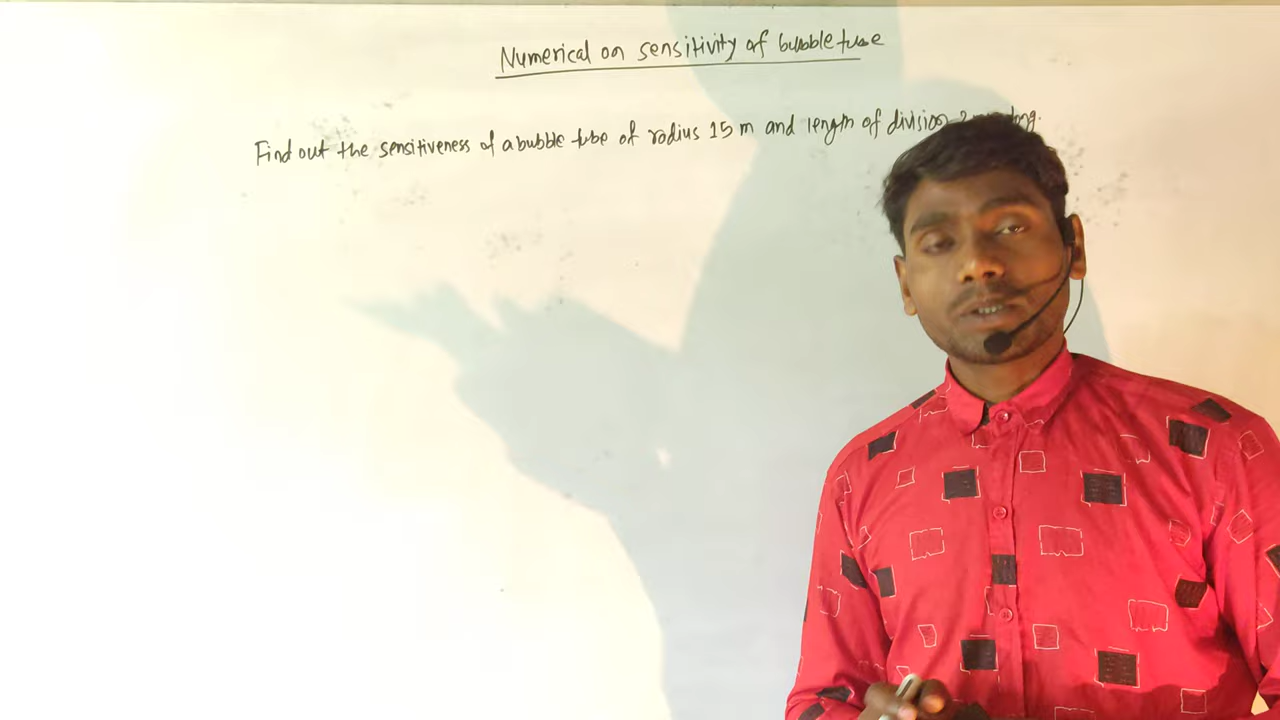 Numerical on sensitivity of bubble tube
Find out the sensitiveness of a bubble tube of radius 15 m and length of division